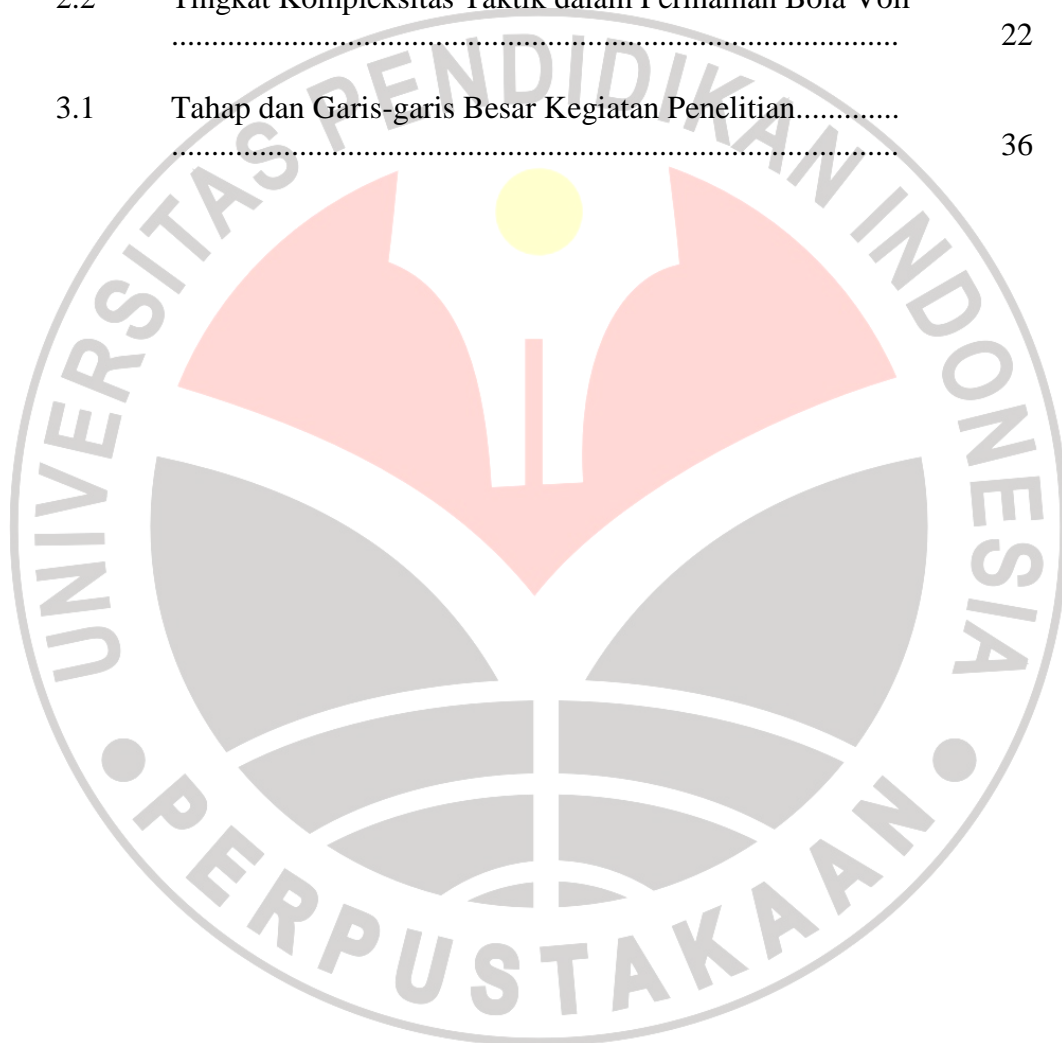 2.2 Tingkat Kompleksitas Taktik dalam Permainan Bola Voli
........................................................................................... 22
3.1 Tahap dan Garis-garis Besar Kegiatan Penelitian.............
........................................................................................... 36
UNIVERSITAS PENDIDIKAN INDONESIA
PERPUSTAKAAN